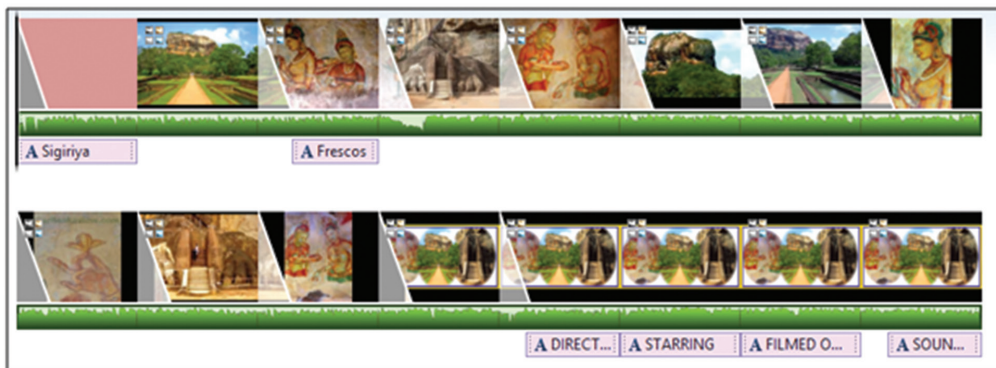 A Sigiriya
A Frescos
A DIRECT...
A STARRING
A FILMED O...
A SOUN...